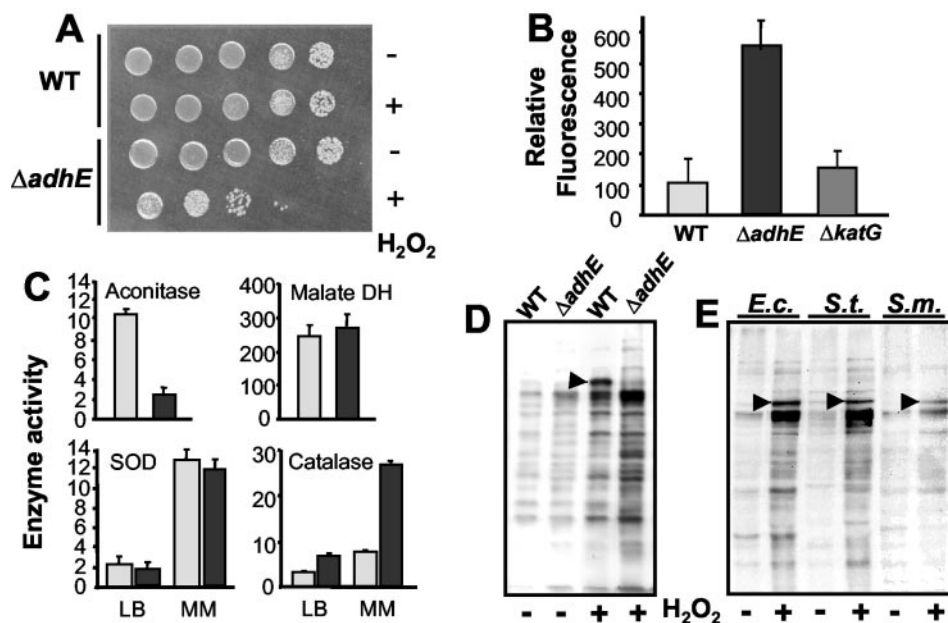 A
WT
-
+
ΔadhE
-
+
H₂O₂
B
Relative
Fluorescence
600
500
400
300
200
100
0
WT ΔadhE ΔkatG
C
Enzyme activity
Aconitase
14
12
10
8
6
4
2
0
Malate DH
400
300
200
100
0
SOD
14
12
10
8
6
4
2
0
LB MM
Catalase
30
20
10
0
LB MM
D
WT ΔadhE WT ΔadhE
- - + + H₂O₂
E
E.c. S.t. S.m.
- + - + - +